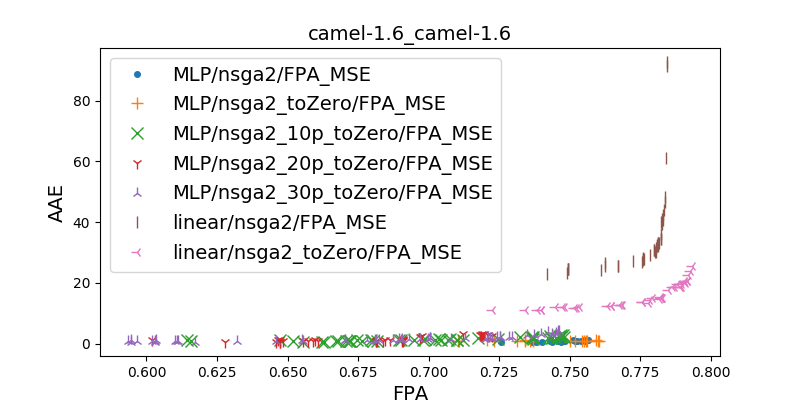 camel-1.6_camel-1.6
MLP/nsga2/FPA_MSE
MLP/nsga2_toZero/FPA_MSE
MLP/nsga2_10p_toZero/FPA_MSE
MLP/nsga2_20p_toZero/FPA_MSE
MLP/nsga2_30p_toZero/FPA_MSE
linear/nsga2/FPA_MSE
linear/nsga2_toZero/FPA_MSE
AAE
80
60
40
20
0
0.600 0.625 0.650 0.675 0.700 0.725 0.750 0.775 0.800
FPA